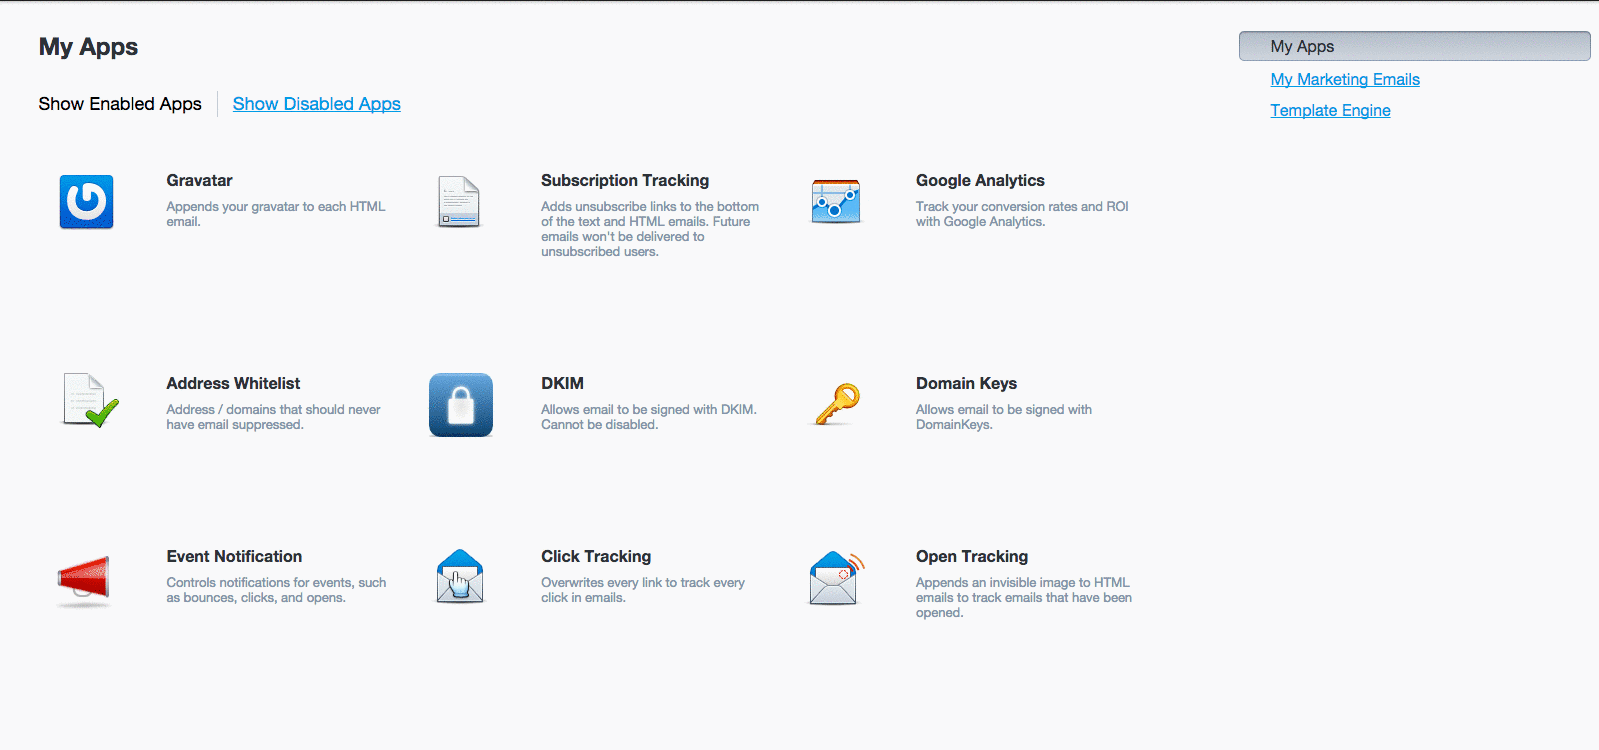 My Apps
Show Enabled Apps
Show Disabled Apps
My Apps
My Marketing Emails
Template Engine
Gravatar
Appends your gravatar to each HTML
email.
Subscription Tracking
Adds unsubscribe links to the bottom
of the text and HTML emails. Future
emails won't be delivered to
unsubscribed users.
Google Analytics
Track your conversion rates and ROI
with Google Analytics.
Address Whitelist
Address / domains that should never
have email suppressed.
DKIM
Allows email to be signed with DKIM.
Cannot be disabled.
Domain Keys
Allows email to be signed with
DomainKeys.
Event Notification
Controls notifications for events, such
as bounces, clicks, and opens.
Click Tracking
Overwrites every link to track every
click in emails.
Open Tracking
Appends an invisible image to HTML
emails to track emails that have been
opened.